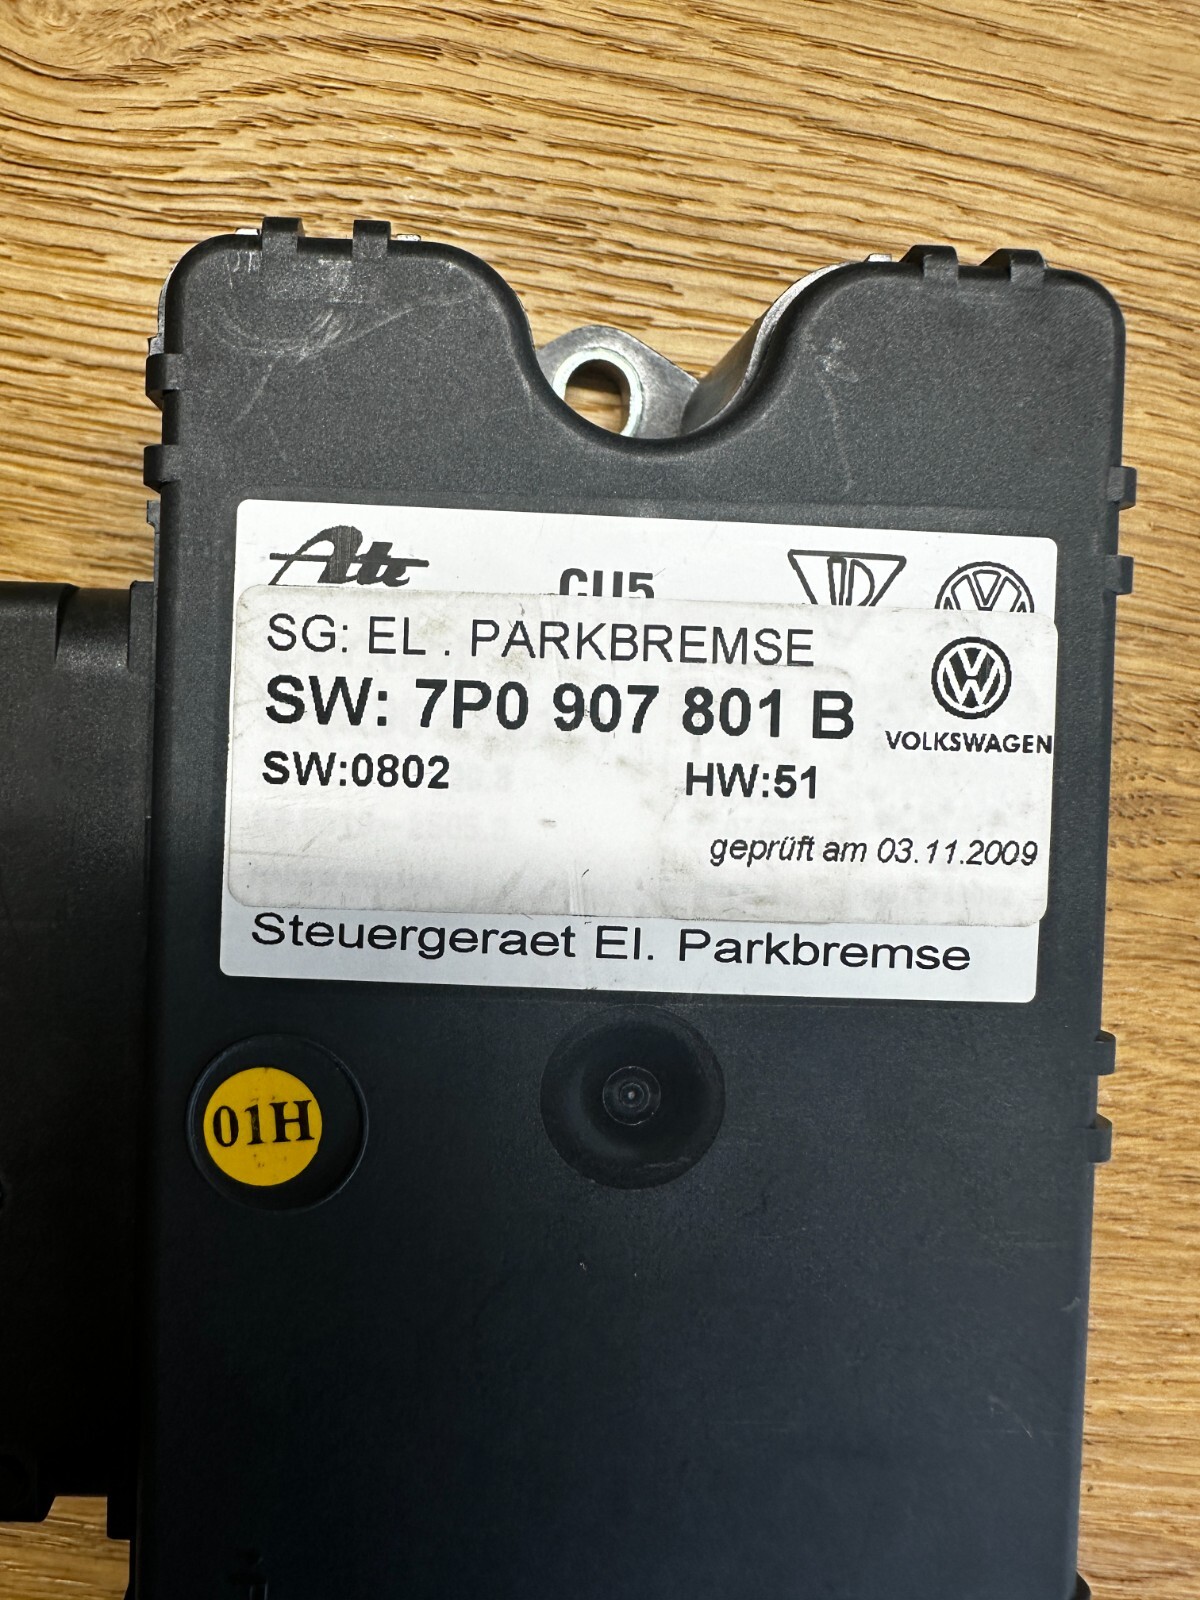 Ate
CU5
SG: EL . PARKBREMSE
SW: 7P0 907 801 B
VOLKSWAGEN
SW:0802 HW:51
geprüft am 03.11.2009
Steuergeraet El. Parkbremse
01H